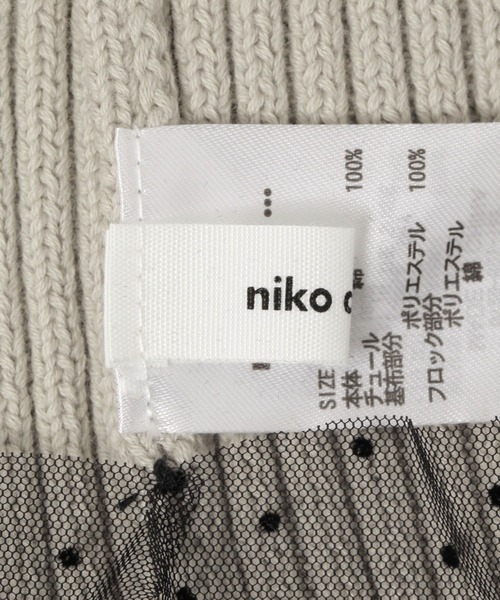 niko
SIZE
本体 綿 100%
チュール
基布部分
ポリエステル 100%
フロック部分
ポリエステル
綿